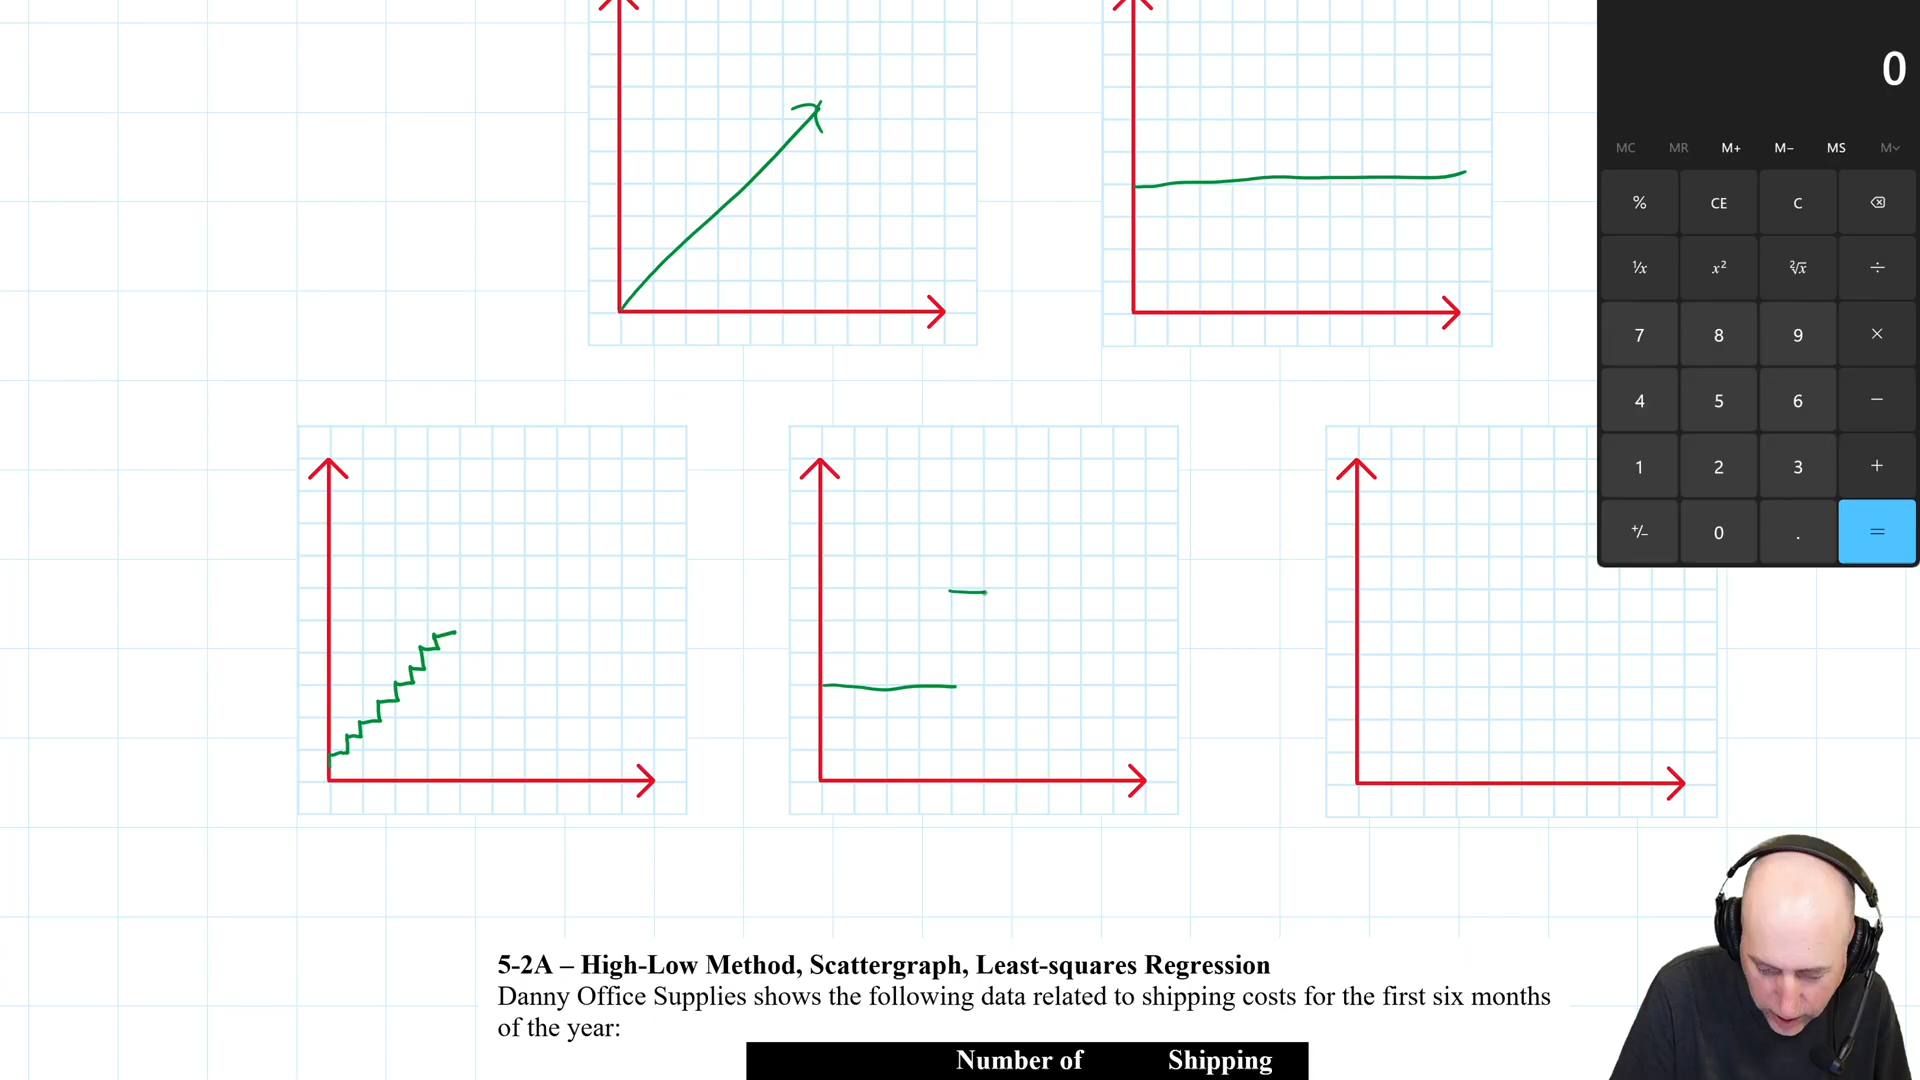 0
MC MR M+ M− MS M˅
% CE C
¹/x x² ²√x ÷
7 8 9 ×
4 5 6 −
1 2 3 +
+/− 0 . =
5-2A – High-Low Method, Scattergraph, Least-squares Regression
Danny Office Supplies shows the following data related to shipping costs for the first six months
of the year:
Number of Shipping